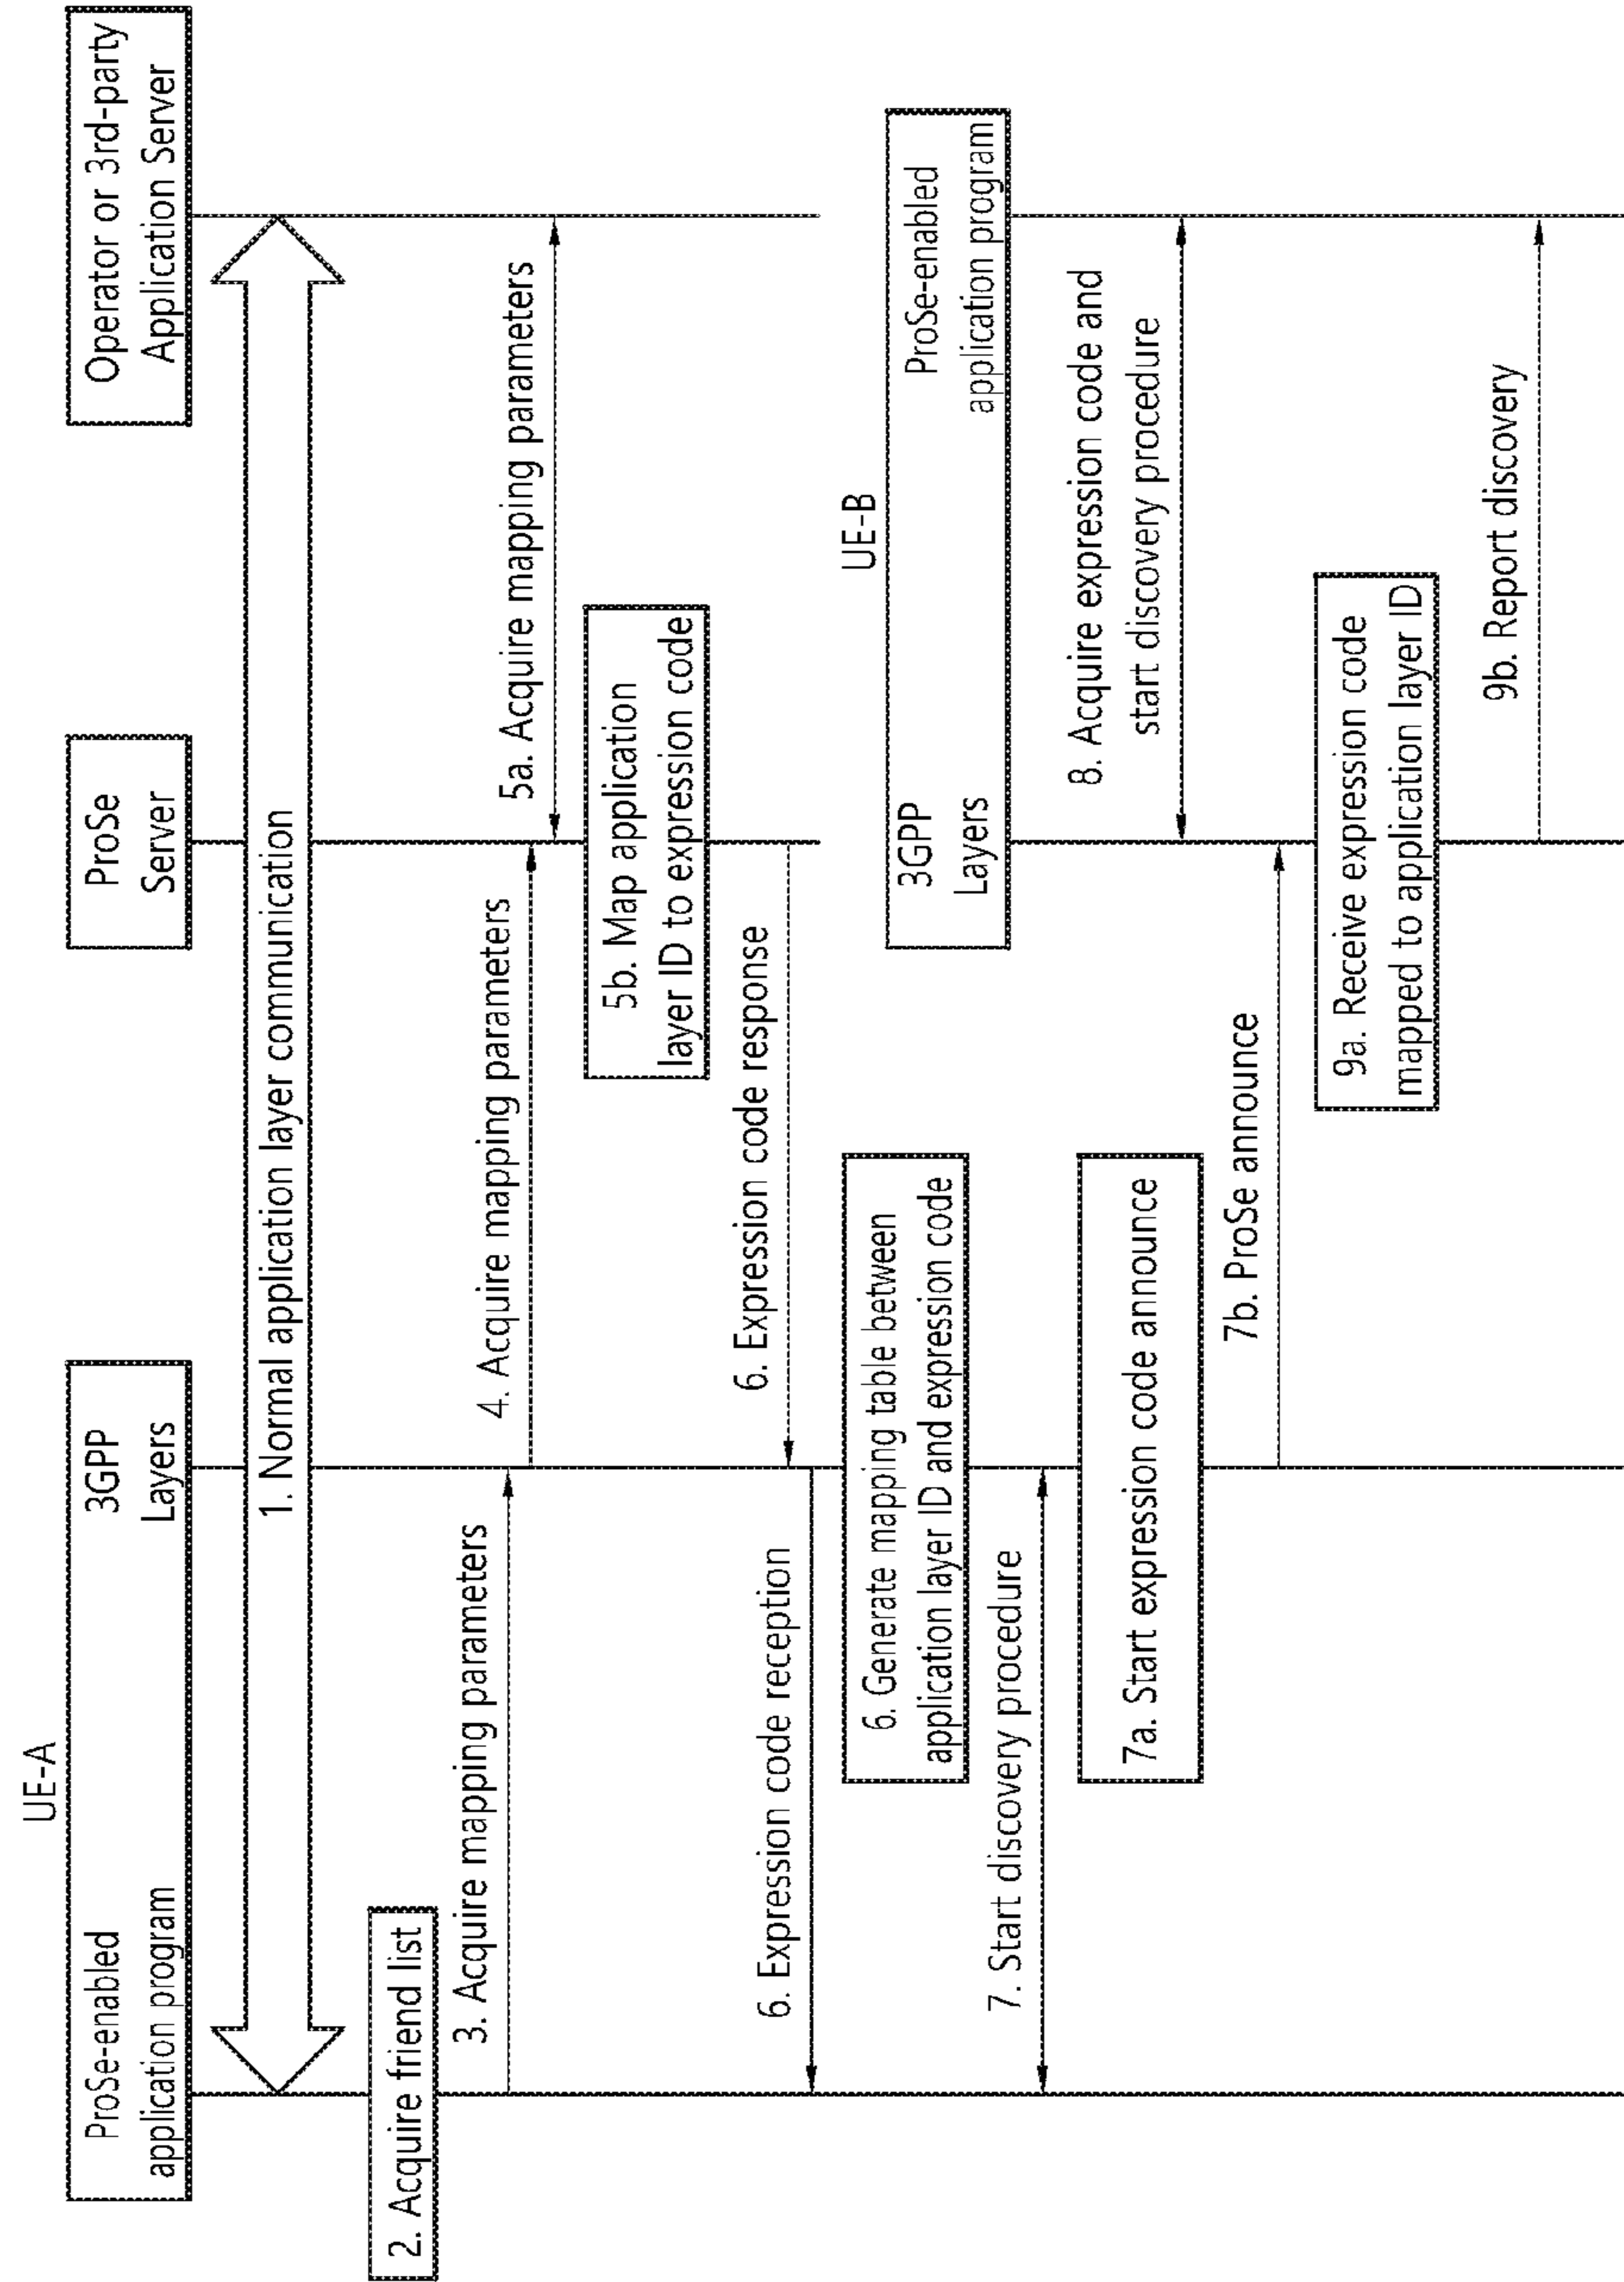 UE-A
ProSe-enabled
application program
3GPP
Layers
ProSe
Server
Operator or 3rd-party
Application Server
1. Normal application layer communication
2. Acquire friend list
3. Acquire mapping parameters
4. Acquire mapping parameters
5a. Acquire mapping parameters
5b. Map application
layer ID to expression code
6. Expression code response
6. Expression code reception
6. Generate mapping table between
application layer ID and expression code
UE-B
3GPP
Layers
ProSe-enabled
application program
7. Start discovery procedure
8. Acquire expression code and
start discovery procedure
7a. Start expression code announce
7b. ProSe announce
9a. Receive expression code
mapped to application layer ID
9b. Report discovery